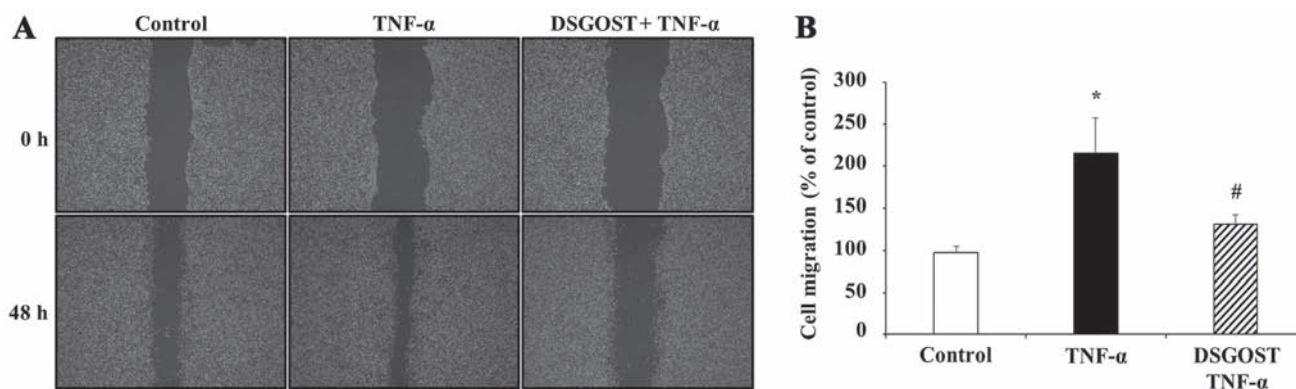 A
Control
TNF-α
DSGOST + TNF-α
0 h
48 h
B
Cell migration (% of control)
300
250
200
150
100
50
0
*
#
Control
TNF-α
DSGOST
TNF-α